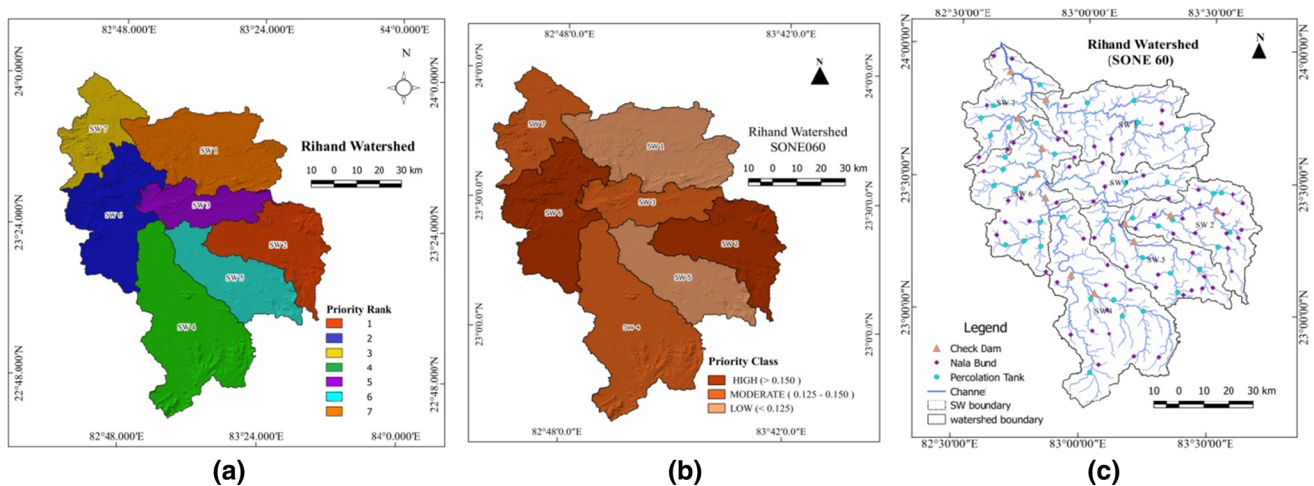 82°48.000'E 83°24.000'E 84°0.000'E
24°0.000'N
23°24.000'N
22°48.000'N
24°0.000'N
23°24.000'N
22°48.000'N
N
Rihand Watershed
10 0 10 20 30 km
SW 7
SW 1
SW 3
SW 6
SW 2
SW 5
SW 4
Priority Rank
1
2
3
4
5
6
7
82°48.000'E 83°24.000'E 84°0.000'E
(a)
82°48'0.0"E 83°42'0.0"E
24°0'0.0"N
23°30'0.0"N
23°0'0.0"N
24°0'0.0"N
23°30'0.0"N
23°0'0.0"N
N
Rihand Watershed
SONE060
10 0 10 20 30 km
SW 7
SW 1
SW 3
SW 6
SW 2
SW 5
SW 4
Priority Class
HIGH (> 0.150 )
MODERATE ( 0.125 - 0.150)
LOW (< 0.125)
82°48'0.0"E 83°42'0.0"E
(b)
82°30'00"E 83°00'00"E 83°30'00"E
24°00'00"N
23°30'00"N
23°00'00"N
24°00'00"N
23°30'00"N
23°00'00"N
Rihand Watershed
(SONE 60)
N
SW 7
SW 6
SW 2
SW 5
SW 4
Legend
Check Dam
Nala Bund
Percolation Tank
Channel
SW boundary
watershed boundary
10 0 10 20 30 km
82°30'00"E 83°00'00"E 83°30'00"E
(c)